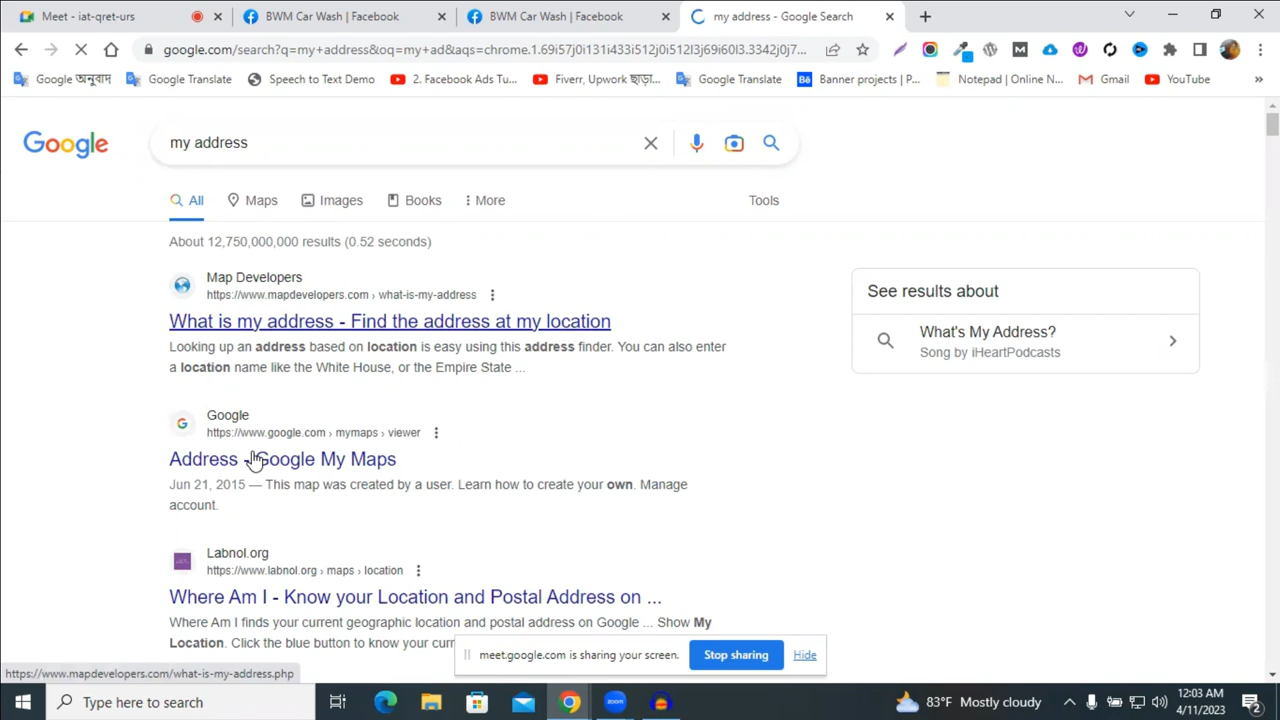 Meet - iat-qret-urs
BWM Car Wash | Facebook
BWM Car Wash | Facebook
my address - Google Search
google.com/search?q=my+address&oq=my+ad&aqs=chrome.1.69i57j0i131i433i512j0i512l3j69i60l3.3342j0j7...
Google অনুবাদ
Google Translate
Speech to Text Demo
2. Facebook Ads Tu...
Fiverr, Upwork ছাড়া...
Google Translate
Banner projects | P...
Notepad | Online N...
Gmail
YouTube
»
Google
my address
All
Maps
Images
Books
More
Tools
About 12,750,000,000 results (0.52 seconds)
Map Developers
https://www.mapdevelopers.com › what-is-my-address
What is my address - Find the address at my location
Looking up an address based on location is easy using this address finder. You can also enter
a location name like the White House, or the Empire State ...
See results about
What's My Address?
Song by iHeartPodcasts
Google
https://www.google.com › mymaps › viewer
Address - Google My Maps
Jun 21, 2015 — This map was created by a user. Learn how to create your own. Manage
account.
Labnol.org
https://www.labnol.org › maps › location
Where Am I - Know your Location and Postal Address on ...
Where Am I finds your current geographic location and postal address on Google ... Show My
Location. Click the blue button to know your curr
meet.google.com is sharing your screen.
Stop sharing
Hide
https://www.mapdevelopers.com/what-is-my-address.php
Type here to search
zoom
83°F Mostly cloudy
12:03 AM
4/11/2023
2